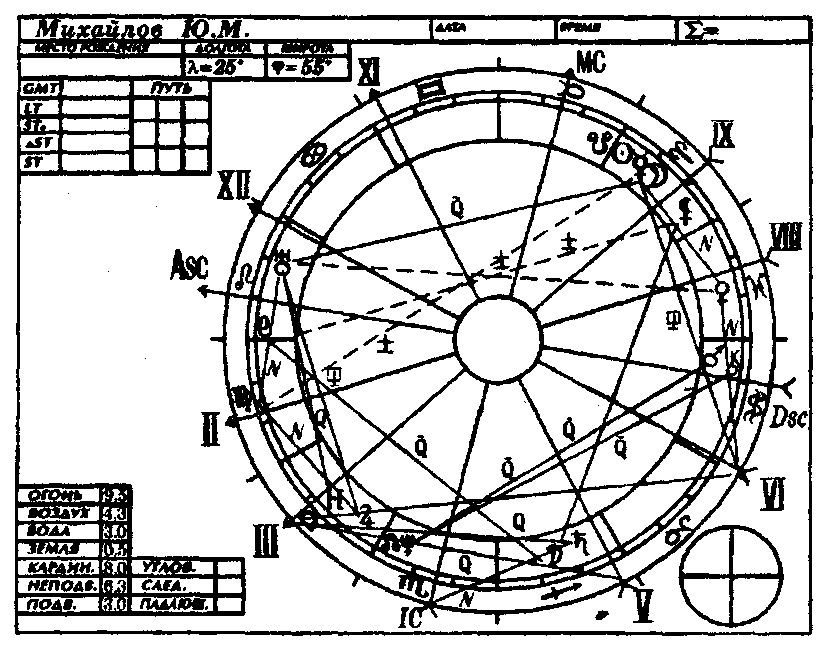 Михайлов Ю.М.
ДАТА
ВРЕМЯ
Σ=
МЕСТО РОЖДЕНИЯ
ДОЛГОТА
ШИРОТА
λ=25°
φ=55°
GMT
ПУТЬ
LT
ST₀
ΔST
ST
XI
MC
IX
XII
Q
VIII
Asc
± ±
N
±
N
N
Dsc
II
N
Q
Q
Q
Q
Q
VI
III
Q
Q
IC
N
V
ОГОНЬ 9.5
ВОЗДУХ 4.3
ВОДА 3.0
ЗЕМЛЯ 0.5
КАРДИН. 8.0 УГЛОВ.
НЕПОДВ. 6.3 СЛЕД.
ПОДВ. 3.0 ПАДАЮЩ.